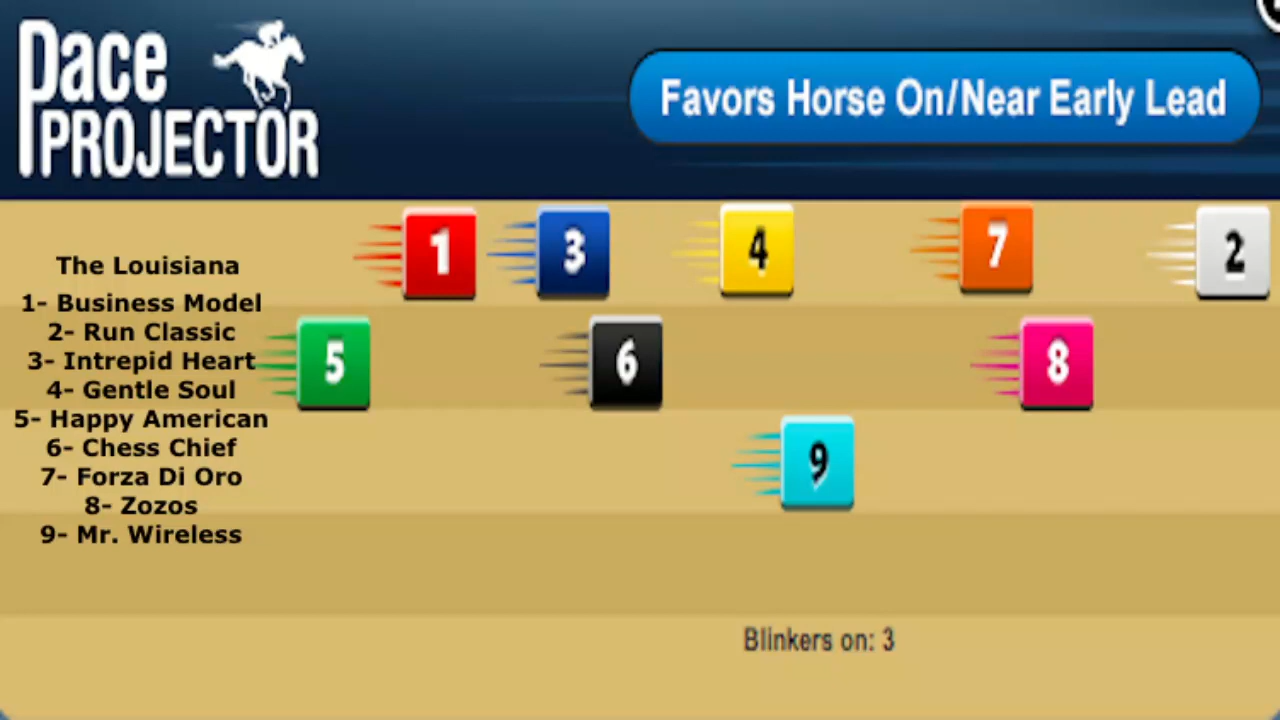 Pace
PROJECTOR
Favors Horse On/Near Early Lead
1
3
4
7
2
5
6
8
9
The Louisiana
1- Business Model
2- Run Classic
3- Intrepid Heart
4- Gentle Soul
5- Happy American
6- Chess Chief
7- Forza Di Oro
8- Zozos
9- Mr. Wireless
Blinkers on: 3